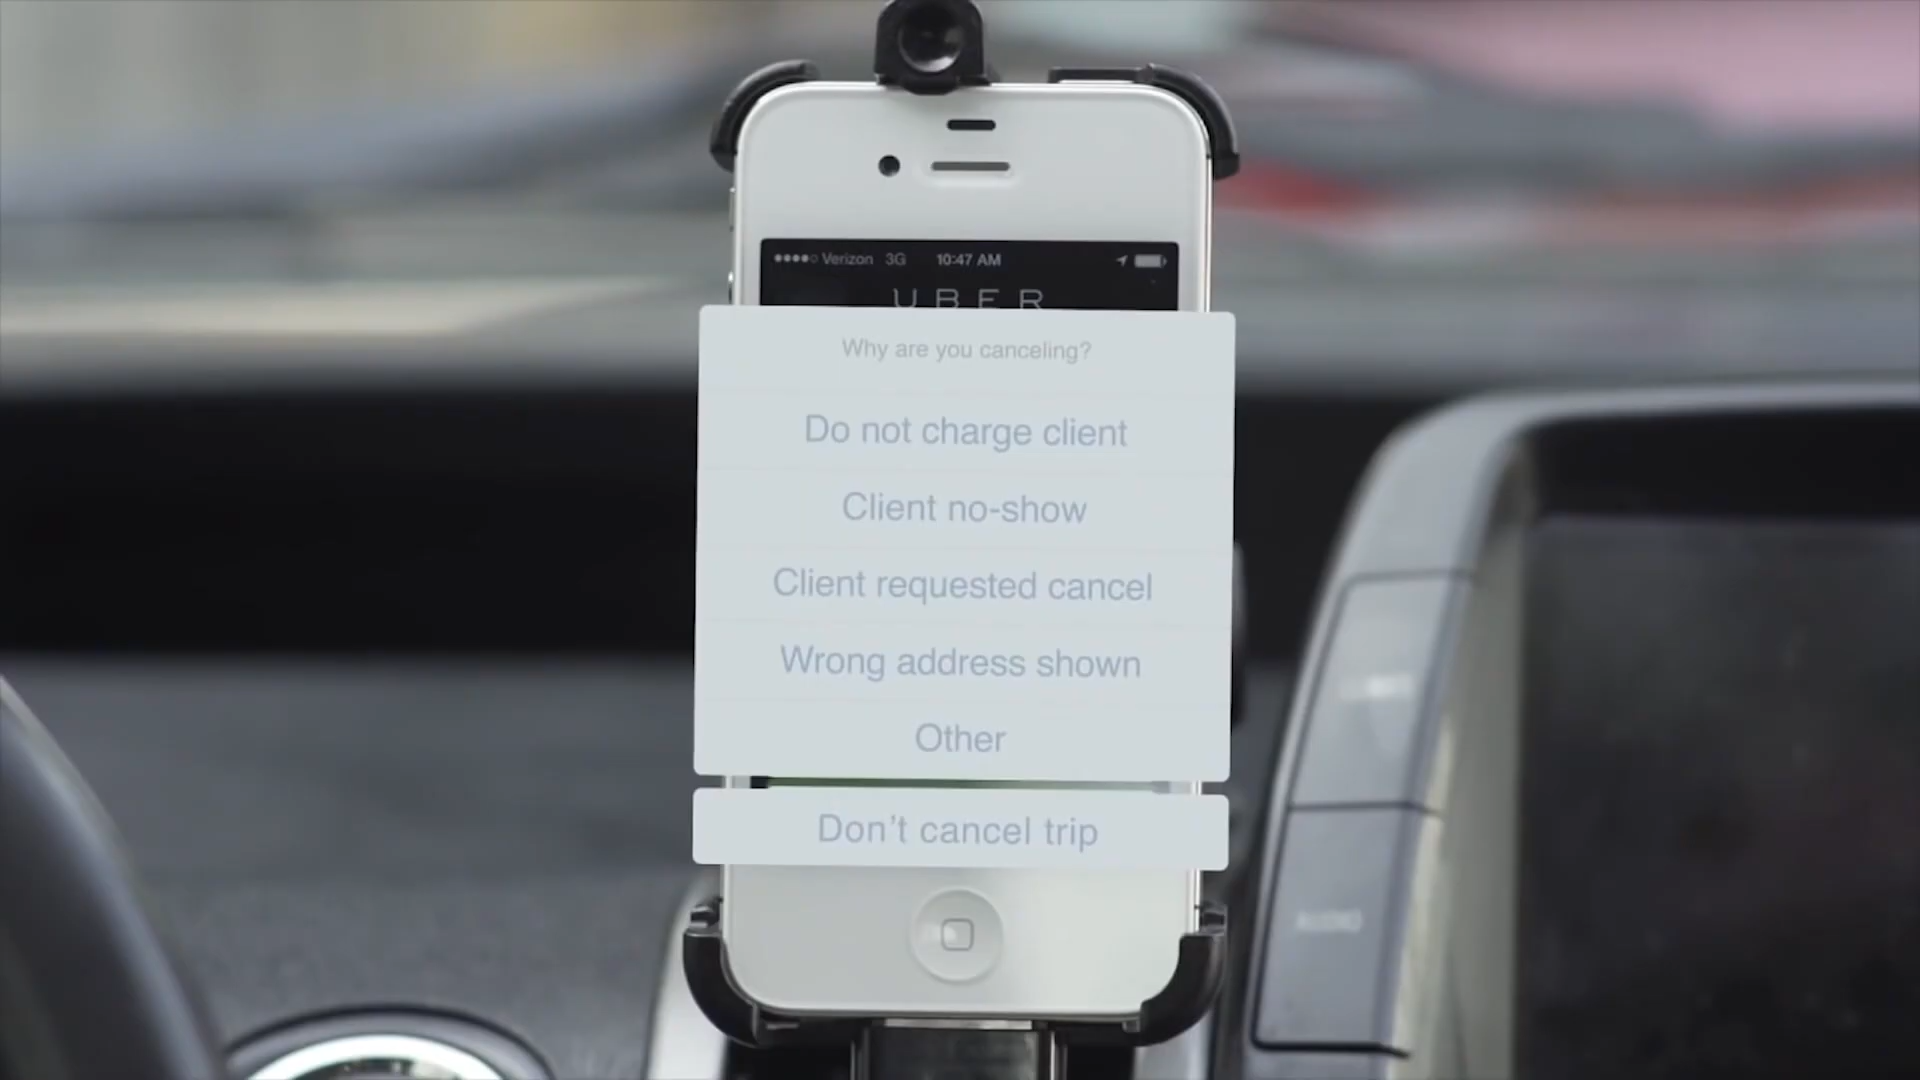 Verizon 3G 10:47 AM
UBER
Why are you canceling?
Do not charge client
Client no-show
Client requested cancel
Wrong address shown
Other
Don't cancel trip
AUDIO